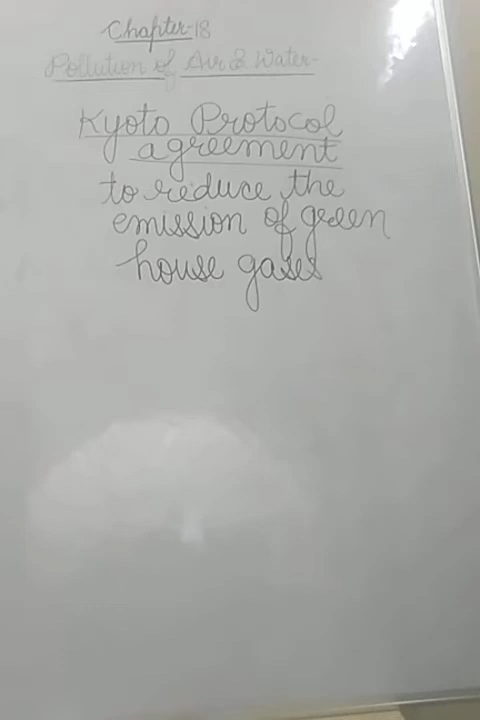 Chapter-18
Pollution of Air & Water-
Kyoto Protocol
agreement
to reduce the
emission of green
house gases